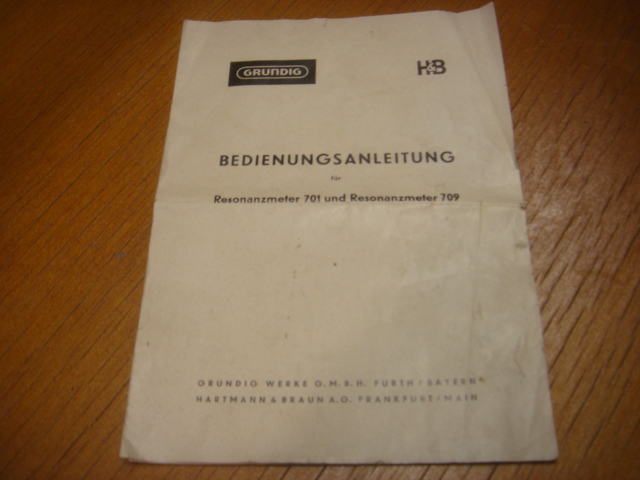 GRUNDIG
H&B
BEDIENUNGSANLEITUNG
für
Resonanzmeter 701 und Resonanzmeter 709
GRUNDIG WERKE G.M.B.H. FÜRTH/BAYERN
HARTMANN & BRAUN A.G. FRANKFURT/MAIN